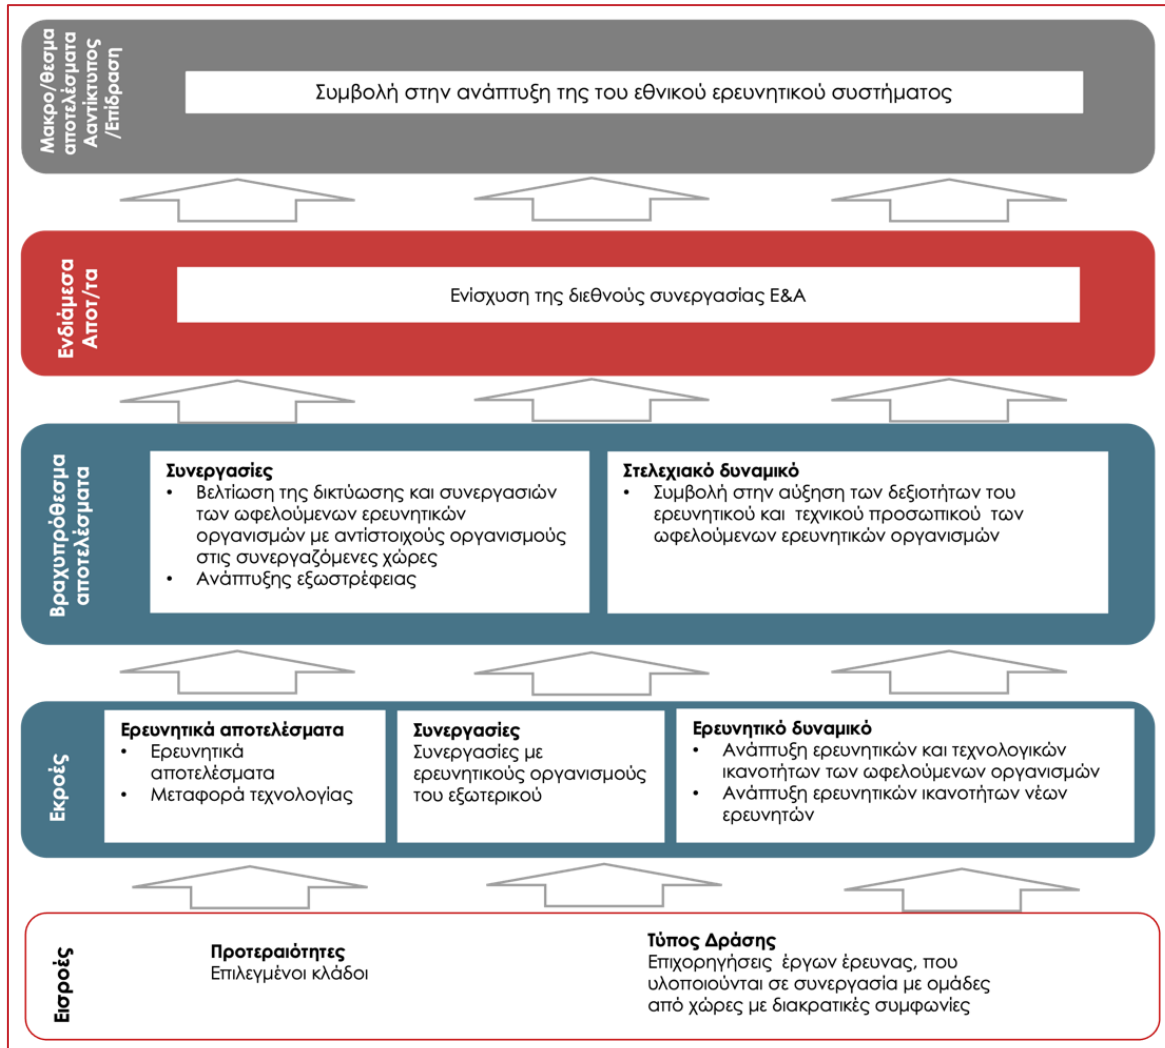 Μακρο/θεσμα
αποτελέσματα
Ααντίκτυπος
/Επίδραση
Συμβολή στην ανάπτυξη της του εθνικού ερευνητικού συστήματος
Ενδιάμεσα
Αποτ/τα
Ενίσχυση της διεθνούς συνεργασίας Ε&Α
Βραχυπρόθεσμα
αποτελέσματα
Συνεργασίες
• Βελτίωση της δικτύωσης και συνεργασιών
των ωφελούμενων ερευνητικών
οργανισμών με αντίστοιχούς οργανισμούς
στις συνεργαζόμενες χώρες
• Ανάπτυξης εξωστρέφειας
Στελεχιακό δυναμικό
• Συμβολή στην αύξηση των δεξιοτήτων του
ερευνητικού και τεχνικού προσωπικού των
ωφελούμενων ερευνητικών οργανισμών
Εκροές
Ερευνητικά αποτελέσματα
• Ερευνητικά
αποτελέσματα
• Μεταφορά τεχνολογίας
Συνεργασίες
Συνεργασίες με
ερευνητικούς οργανισμούς
του εξωτερικού
Ερευνητικό δυναμικό
• Ανάπτυξη ερευνητικών και τεχνολογικών
ικανοτήτων των ωφελούμενων οργανισμών
• Ανάπτυξη ερευνητικών ικανοτήτων νέων
ερευνητών
Εισροές
Προτεραιότητες
Επιλεγμένοι κλάδοι
Τύπος Δράσης
Επιχορηγήσεις έργων έρευνας, που
υλοποιούνται σε συνεργασία με ομάδες
από χώρες με διακρατικές συμφωνίες